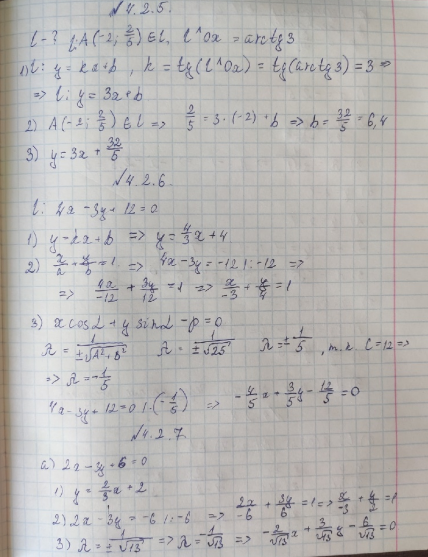 №4.2.5.
l-? l: A(-2; 2/5) ∈ l, l^Ox = arctg3
1) l: y = kx+b, k = tg(l^Ox) = tg(arctg3) = 3 =>
=> l: y = 3x+b
2) A(-2; 2/5) ∈ l => 2/5 = 3·(-2) + b => b = 32/5 = 6,4
3) y = 3x + 32/5
№4.2.6.
l: 4x - 3y + 12 = 0
1) y = kx + b => y = 4/3x + 4
2) x/a + y/b = 1 => 4x - 3y = -12 |: -12 =>
=> 4x/-12 + 3y/12 = 1 => x/-3 + y/4 = 1
3) x cosα + y sinα - p = 0
λ = 1/±√A²+B² λ = 1/±√25 λ = ± 1/5, т.к. C=12 =>
=> λ = -1/5
4x - 3y + 12 = 0 |·(-1/5) => -4/5x + 3/5y - 12/5 = 0
№4.2.7.
а) 2x - 3y + 6 = 0
1) y = 2/3x + 2
2) 2x - 3y = -6 |: -6 => 2x/-6 + 3y/6 = 1 => x/-3 + y/2 = 1
3) λ = ± 1/√13 => λ = - 1/√13 => -2/√13x + 3/√13y - 6/√13 = 0